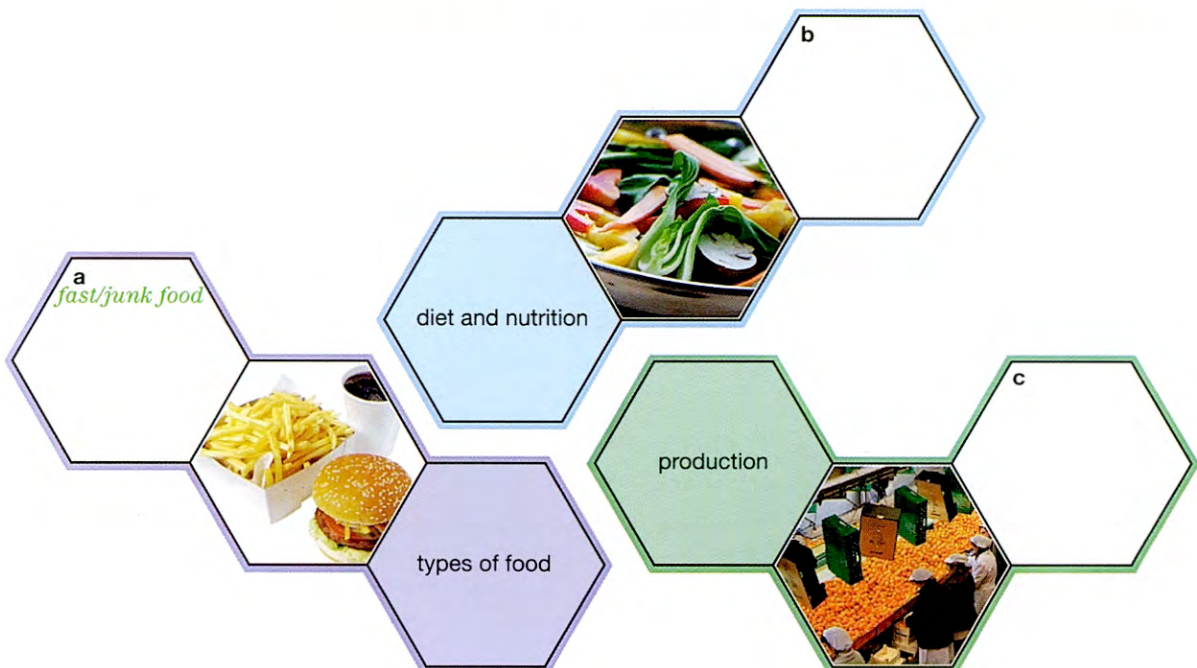 b
a
fast/junk food
diet and nutrition
c
production
types of food